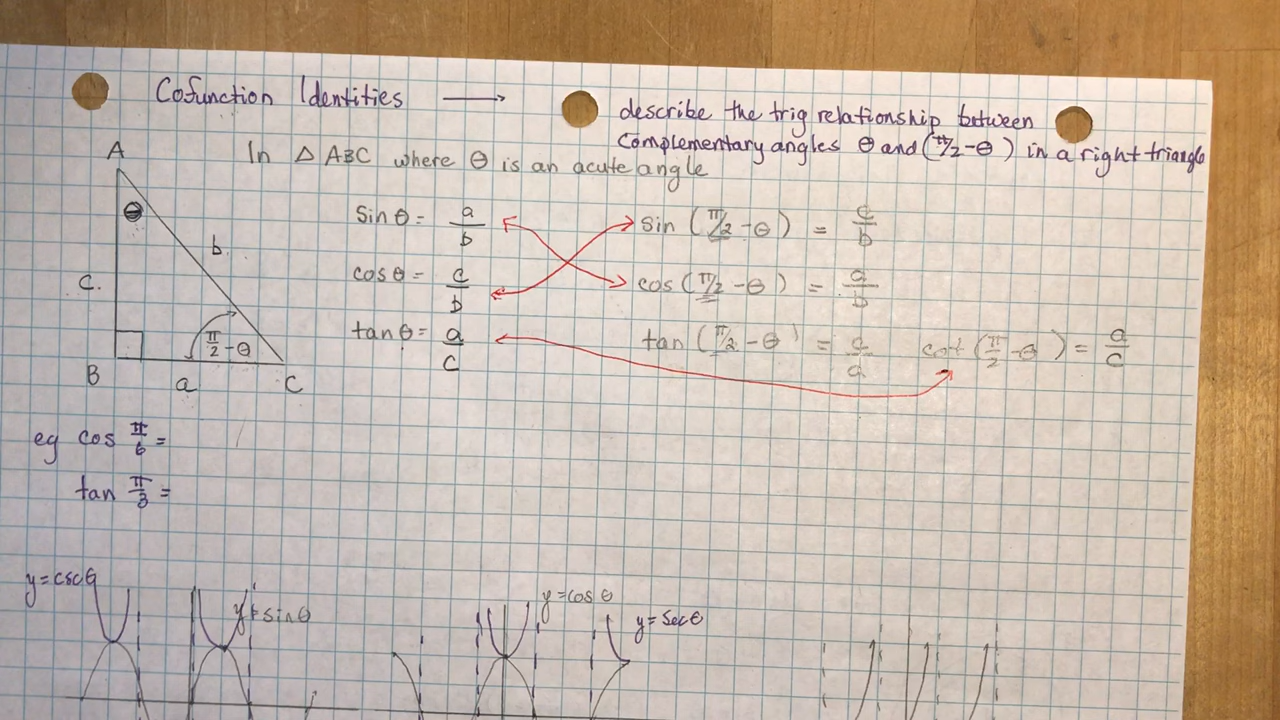 Cofunction Identities → describe the trig relationship between
complementary angles θ and (π/2 - θ) in a right triangle
In △ ABC where θ is an acute angle
A
θ
b
C.
π/2 - θ
B a C
sin θ = a/b sin (π/2 - θ) = c/b
cos θ = c/b cos (π/2 - θ) = a/b
tan θ = a/c tan (π/2 - θ) = c/a cot (π/2 - θ) = a/c
eg cos π/6 =
tan π/3 =
y = csc θ
y = sin θ
y = cos θ
y = sec θ